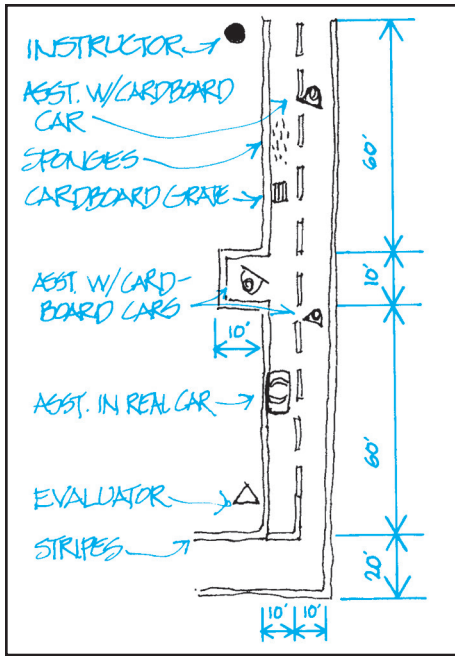 INSTRUCTOR
ASST. W/CARDBOARD
CAR
SPONGES
CARDBOARD GRATE
ASST. W/CARD-
BOARD CARS
10'
ASST. IN REAL CAR
EVALUATOR
STRIPES
60'
10'
60'
20'
10' 10'